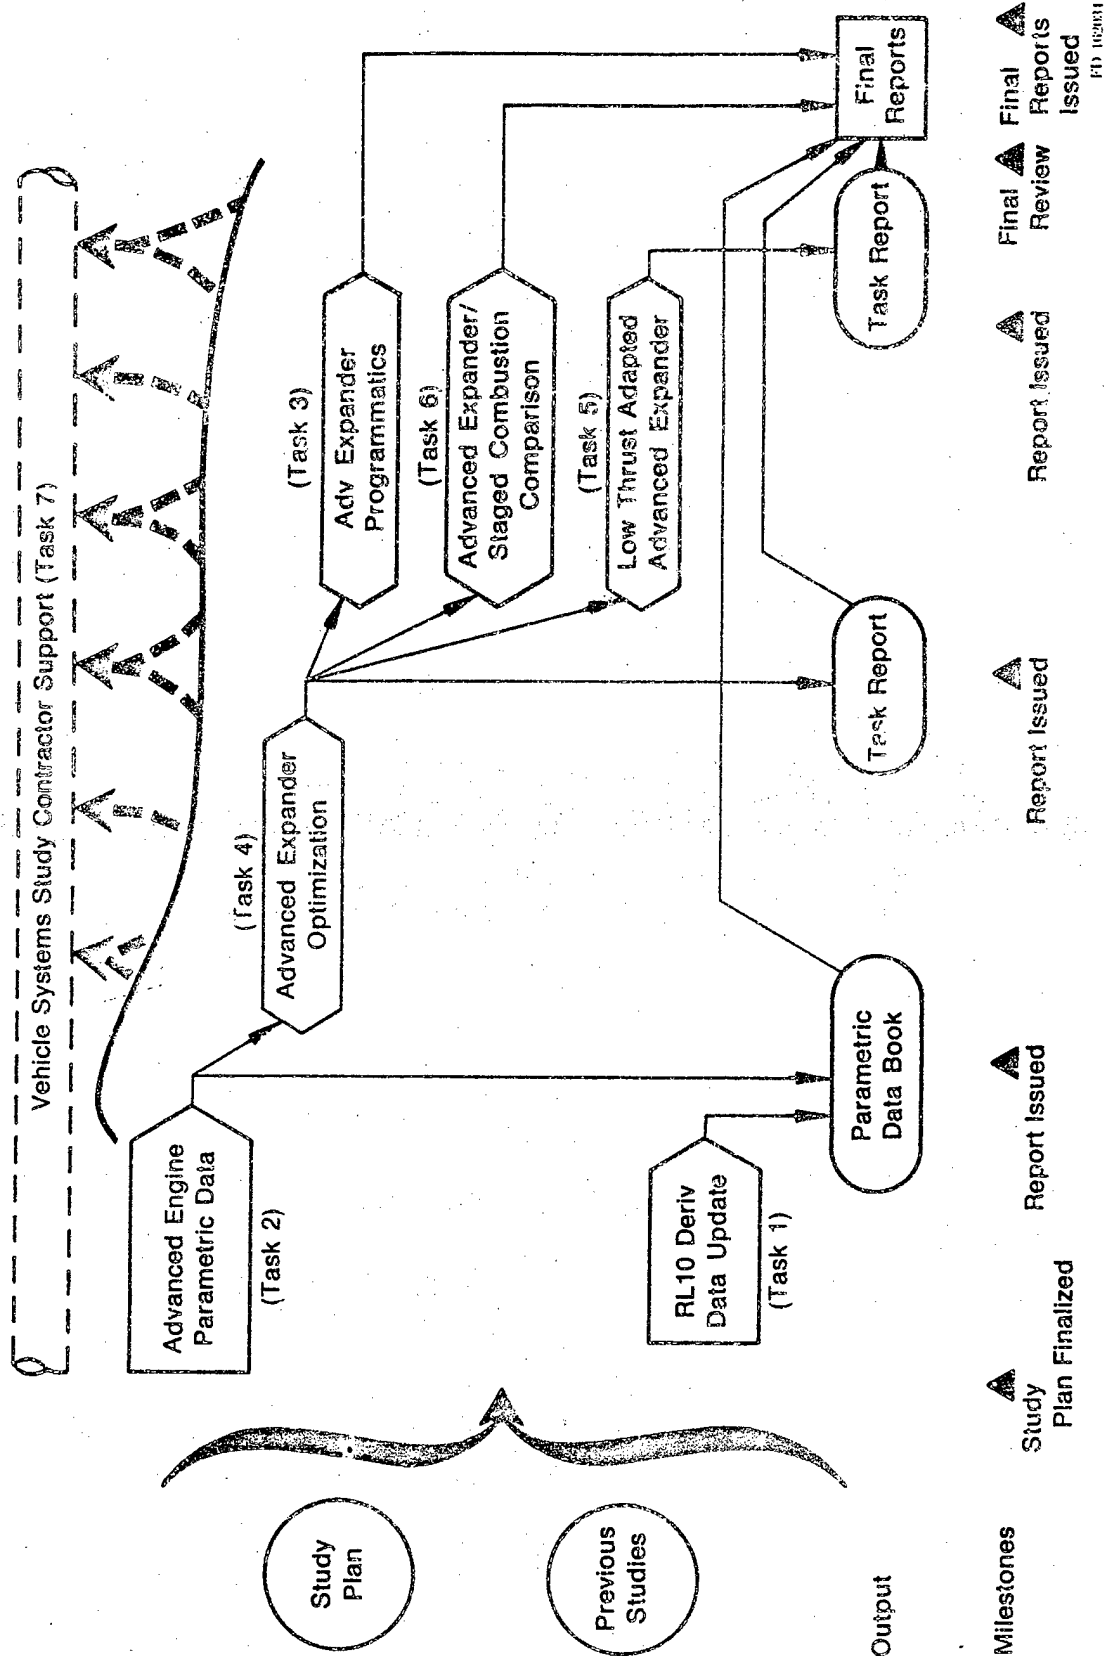 Vehicle Systems Study Contractor Support (Task 7)
Study
Plan
Previous
Studies
Advanced Engine
Parametric Data
(Task 2)
RL10 Deriv
Data Update
(Task 1)
(Task 4)
Advanced Expander
Optimization
(Task 3)
Adv Expander
Programmatics
(Task 6)
Advanced Expander/
Staged Combustion
Comparison
(Task 5)
Low Thrust Adapted
Advanced Expander
Output
Parametric
Data Book
Task Report
Task Report
Final
Reports
Milestones
Study
Plan Finalized
Report Issued
Report Issued
Report Issued
Final
Review
Final
Reports
Issued